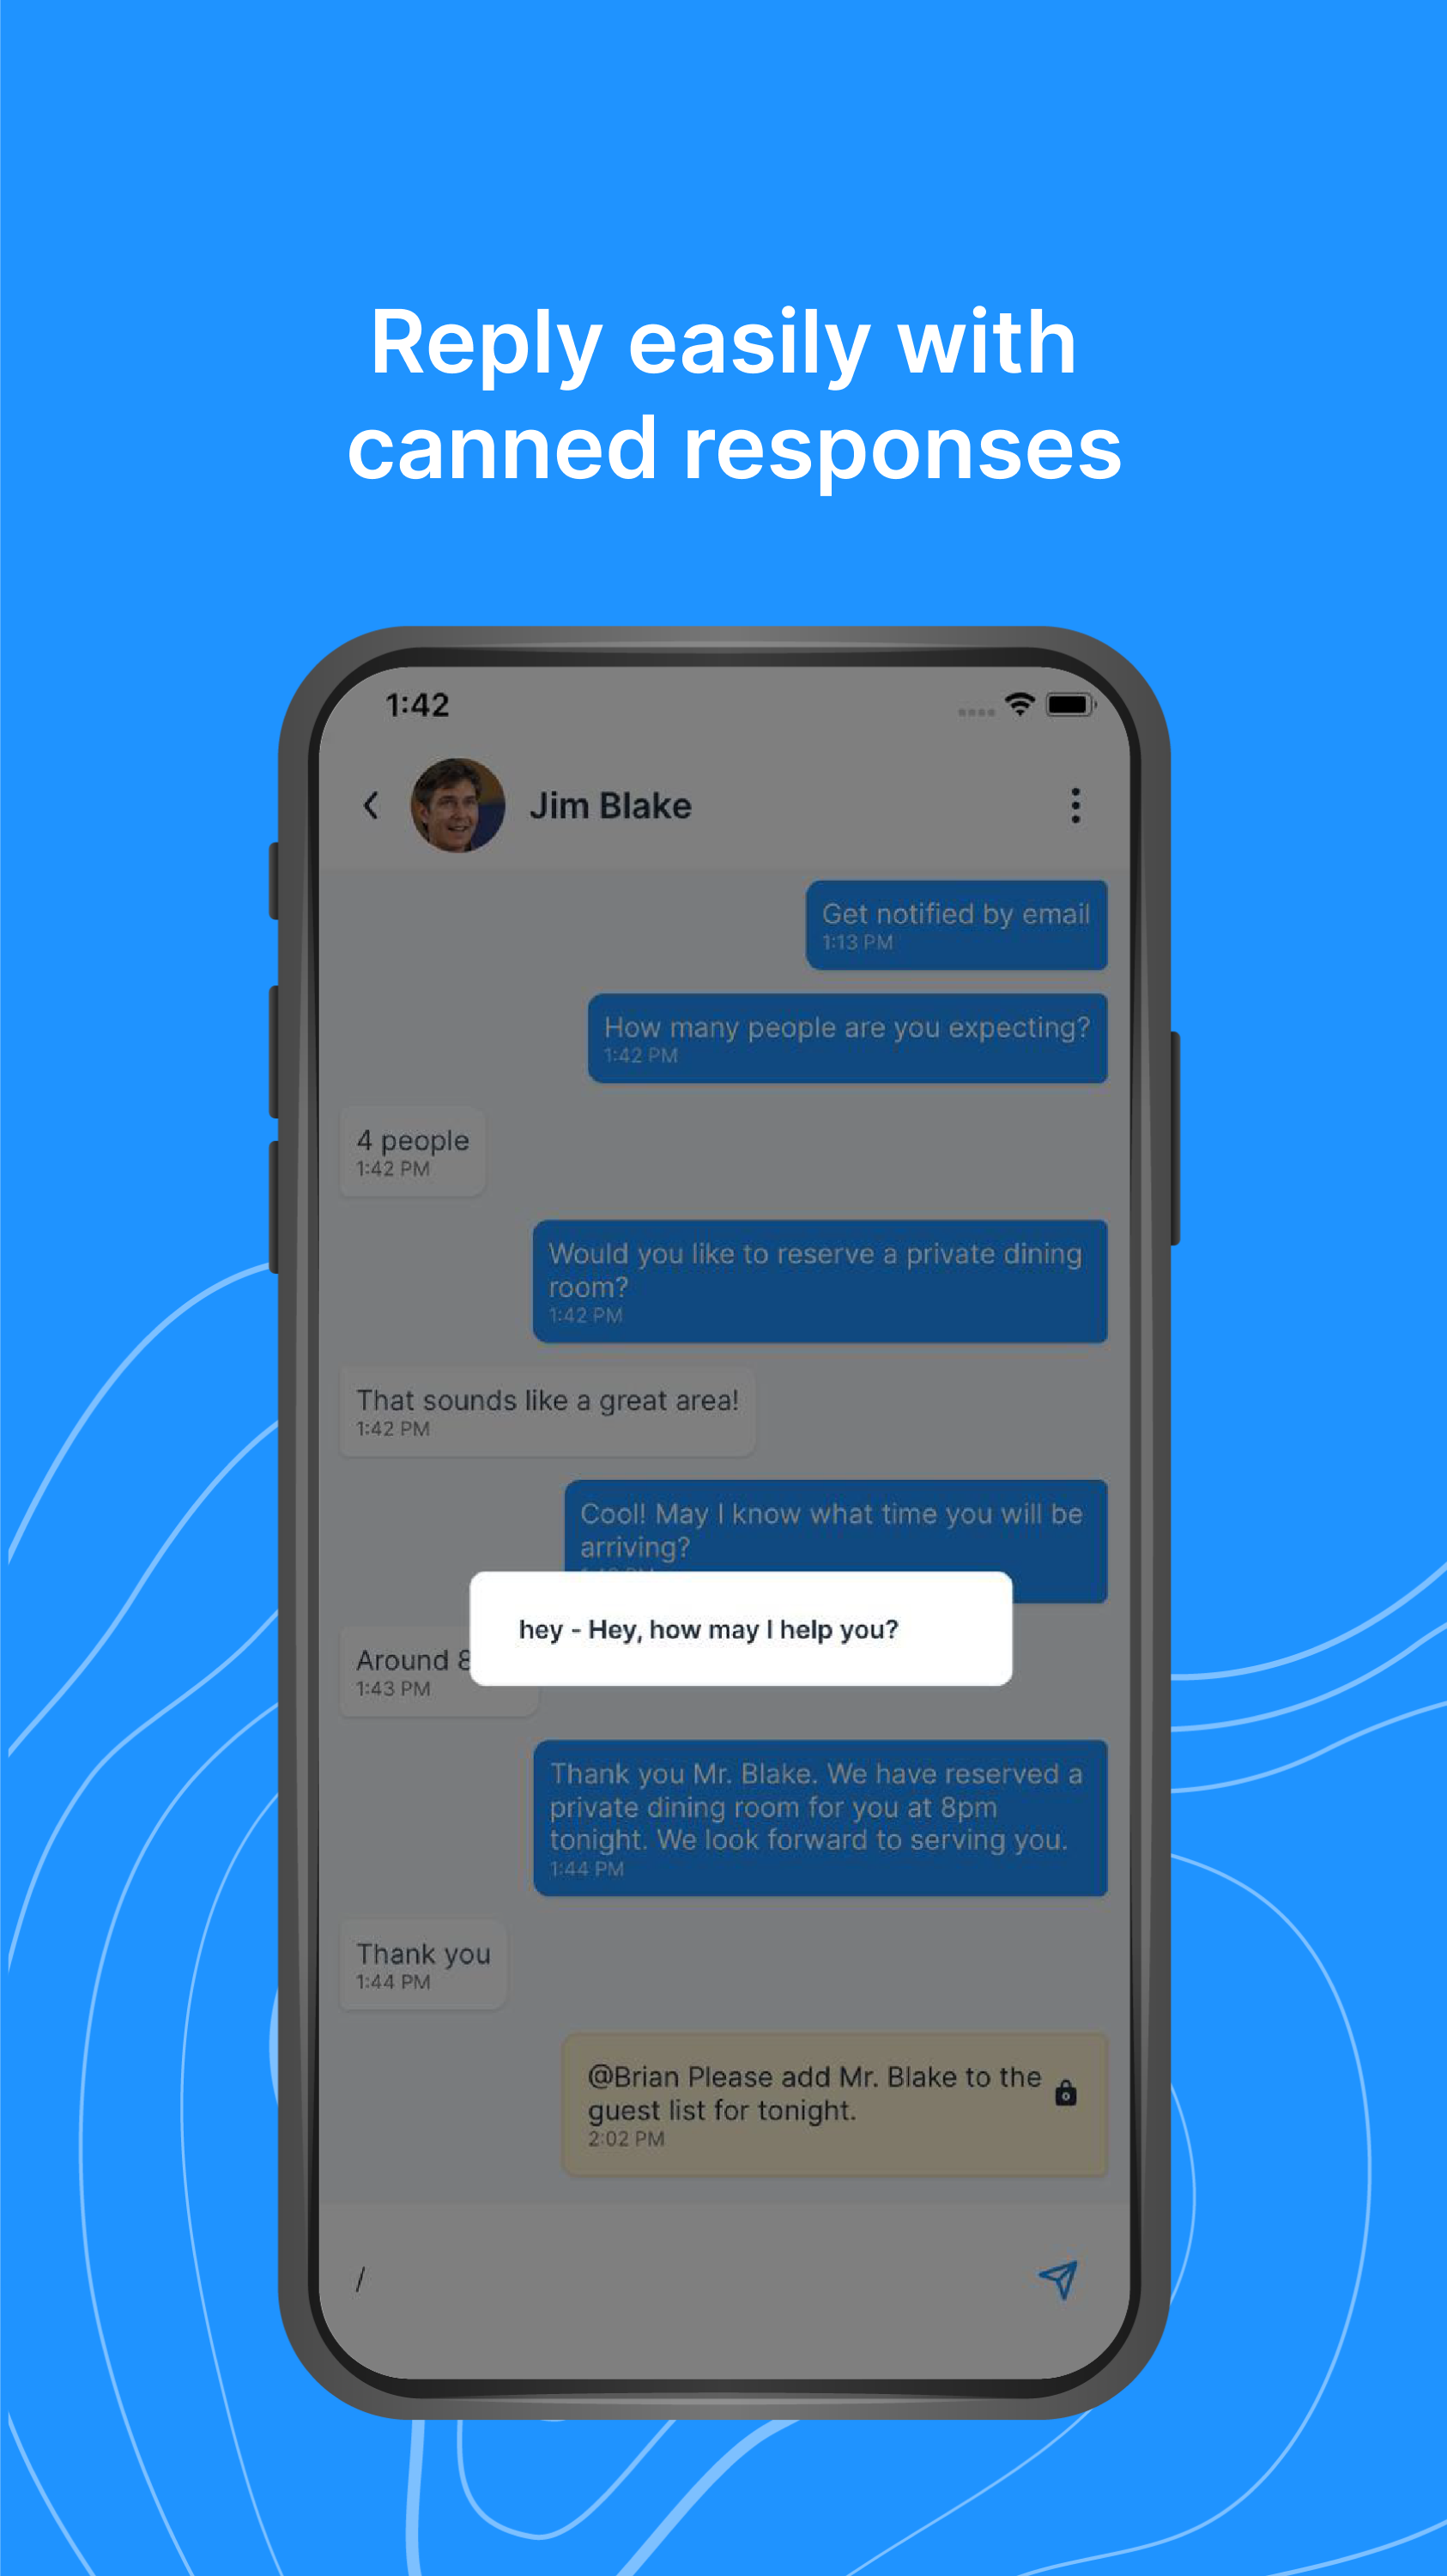 Reply easily with
canned responses
1:42
Jim Blake
Get notified by email
1:13 PM
How many people are you expecting?
1:42 PM
4 people
1:42 PM
Would you like to reserve a private dining
room?
1:42 PM
That sounds like a great area!
1:42 PM
Cool! May I know what time you will be
arriving?
hey - Hey, how may I help you?
Around 8
1:43 PM
Thank you Mr. Blake. We have reserved a
private dining room for you at 8pm
tonight. We look forward to serving you.
1:44 PM
Thank you
1:44 PM
@Brian Please add Mr. Blake to the
guest list for tonight.
2:02 PM
/